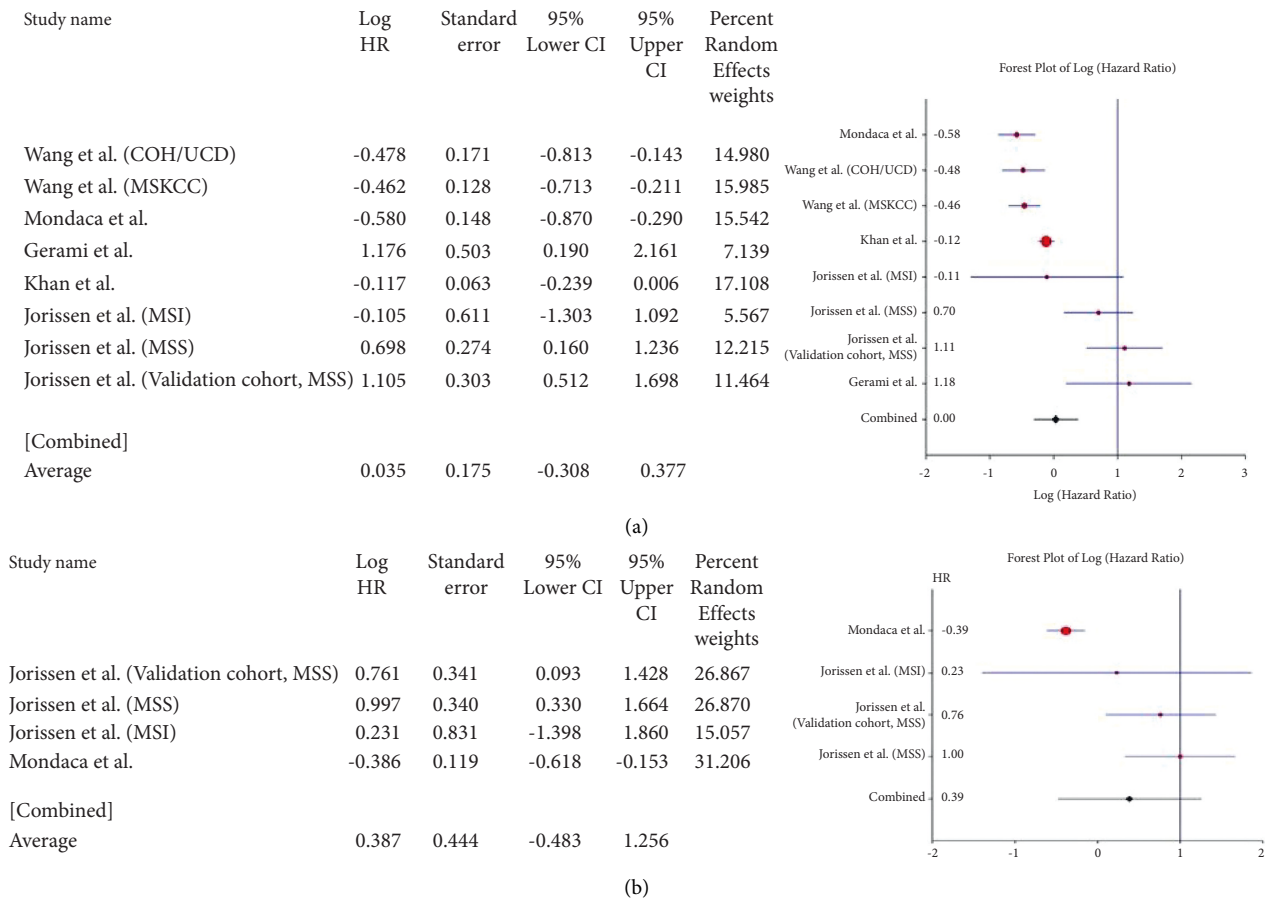 Study name Log HR Standard error 95% Lower CI 95% Upper CI Percent Random Effects weights
Wang et al. (COH/UCD) -0.478 0.171 -0.813 -0.143 14.980
Wang et al. (MSKCC) -0.462 0.128 -0.713 -0.211 15.985
Mondaca et al. -0.580 0.148 -0.870 -0.290 15.542
Gerami et al. 1.176 0.503 0.190 2.161 7.139
Khan et al. -0.117 0.063 -0.239 0.006 17.108
Jorissen et al. (MSI) -0.105 0.611 -1.303 1.092 5.567
Jorissen et al. (MSS) 0.698 0.274 0.160 1.236 12.215
Jorissen et al. (Validation cohort, MSS) 1.105 0.303 0.512 1.698 11.464
[Combined]
Average 0.035 0.175 -0.308 0.377
Forest Plot of Log (Hazard Ratio)
Mondaca et al. -0.58
Wang et al. (COH/UCD) -0.48
Wang et al. (MSKCC) -0.46
Khan et al. -0.12
Jorissen et al. (MSI) -0.11
Jorissen et al. (MSS) 0.70
Jorissen et al.
(Validation cohort, MSS) 1.11
Gerami et al. 1.18
Combined 0.00
-2 -1 0 1 2 3
Log (Hazard Ratio)
(a)
Study name Log HR Standard error 95% Lower CI 95% Upper CI Percent Random Effects weights
Jorissen et al. (Validation cohort, MSS) 0.761 0.341 0.093 1.428 26.867
Jorissen et al. (MSS) 0.997 0.340 0.330 1.664 26.870
Jorissen et al. (MSI) 0.231 0.831 -1.398 1.860 15.057
Mondaca et al. -0.386 0.119 -0.618 -0.153 31.206
[Combined]
Average 0.387 0.444 -0.483 1.256
Forest Plot of Log (Hazard Ratio)
HR
Mondaca et al. -0.39
Jorissen et al. (MSI) 0.23
Jorissen et al.
(Validation cohort, MSS) 0.76
Jorissen et al. (MSS) 1.00
Combined 0.39
-2 -1 0 1 2
(b)